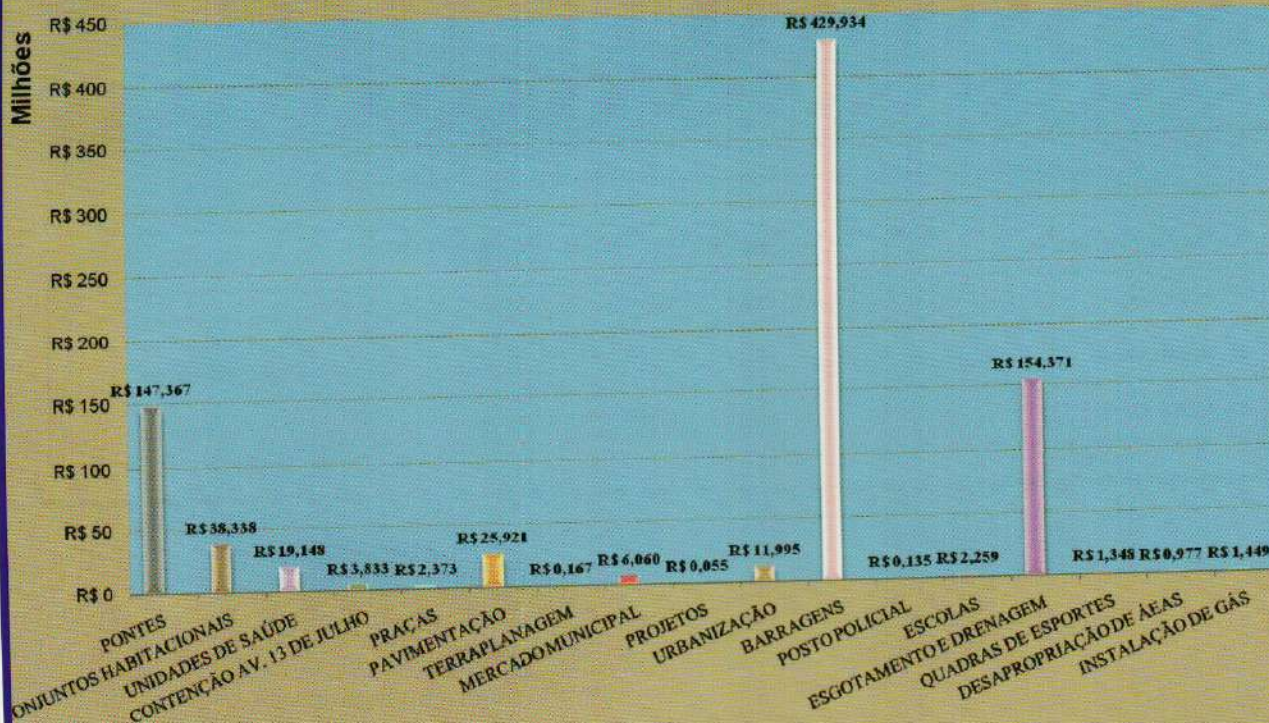 Milhões
R$ 450
R$ 400
R$ 350
R$ 300
R$ 250
R$ 200
R$ 150
R$ 100
R$ 50
R$ 0
R$ 147,367
R$ 38,338
R$ 19,148
R$ 3,833
R$ 2,373
R$ 25,921
R$ 0,167
R$ 6,060
R$ 0,055
R$ 11,995
R$ 429,934
R$ 0,135
R$ 2,259
R$ 154,371
R$ 1,348
R$ 0,977
R$ 1,449
PONTES
ONJUNTOS HABITACIONAIS
UNIDADES DE SAÚDE
CONTENÇÃO AV. 13 DE JULHO
PRAÇAS
PAVIMENTAÇÃO
TERRAPLANAGEM
MERCADO MUNICIPAL
PROJETOS
URBANIZAÇÃO
BARRAGENS
POSTO POLICIAL
ESCOLAS
ESGOTAMENTO E DRENAGEM
QUADRAS DE ESPORTES
DESAPROPRIAÇÃO DE ÁEAS
INSTALAÇÃO DE GÁS